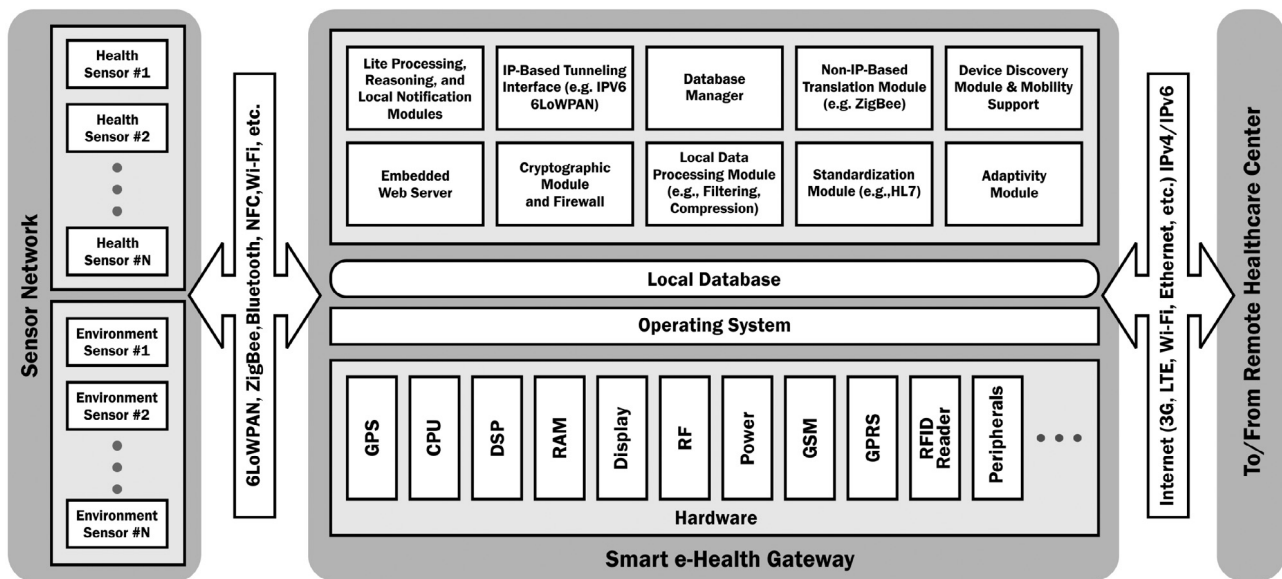 Sensor Network
Health
Sensor #1
Health
Sensor #2
Health
Sensor #N
Environment
Sensor #1
Environment
Sensor #2
Environment
Sensor #N
6LoWPAN, ZigBee,Bluetooth, NFC,Wi-Fi, etc.
Lite Processing,
Reasoning, and
Local Notification
Modules
IP-Based Tunneling
Interface (e.g. IPV6
6LoWPAN)
Database
Manager
Non-IP-Based
Translation Module
(e.g. ZigBee)
Device Discovery
Module & Mobility
Support
Embedded
Web Server
Cryptographic
Module
and Firewall
Local Data
Processing Module
(e.g., Filtering,
Compression)
Standardization
Module (e.g.,HL7)
Adaptivity
Module
Local Database
Operating System
GPS
CPU
DSP
RAM
Display
RF
Power
GSM
GPRS
RFID
Reader
Peripherals
Hardware
Smart e-Health Gateway
Internet (3G, LTE, Wi-Fi, Ethernet, etc.) IPv4/IPv6
To/From Remote Healthcare Center